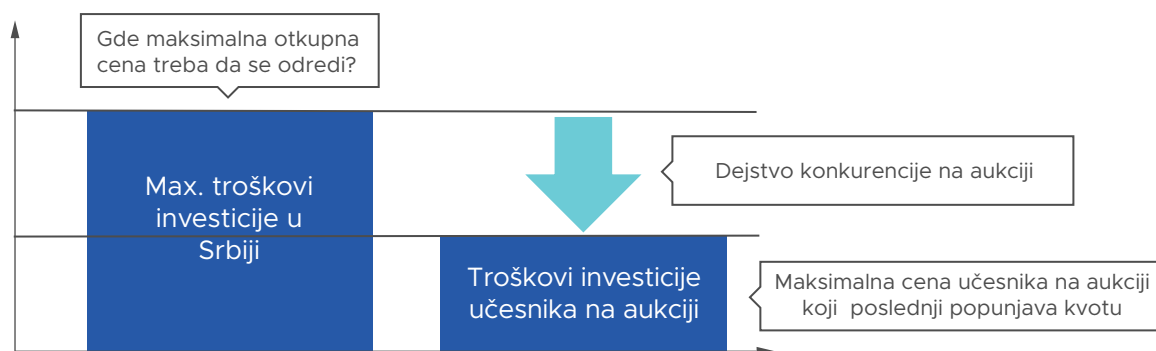 Gde maksimalna otkupna
cena treba da se odredi?
Max. troškovi
investicije u
Srbiji
Dejstvo konkurencije na aukciji
Troškovi investicije
učesnika na aukciji
Maksimalna cena učesnika na aukciji
koji poslednji popunjava kvotu